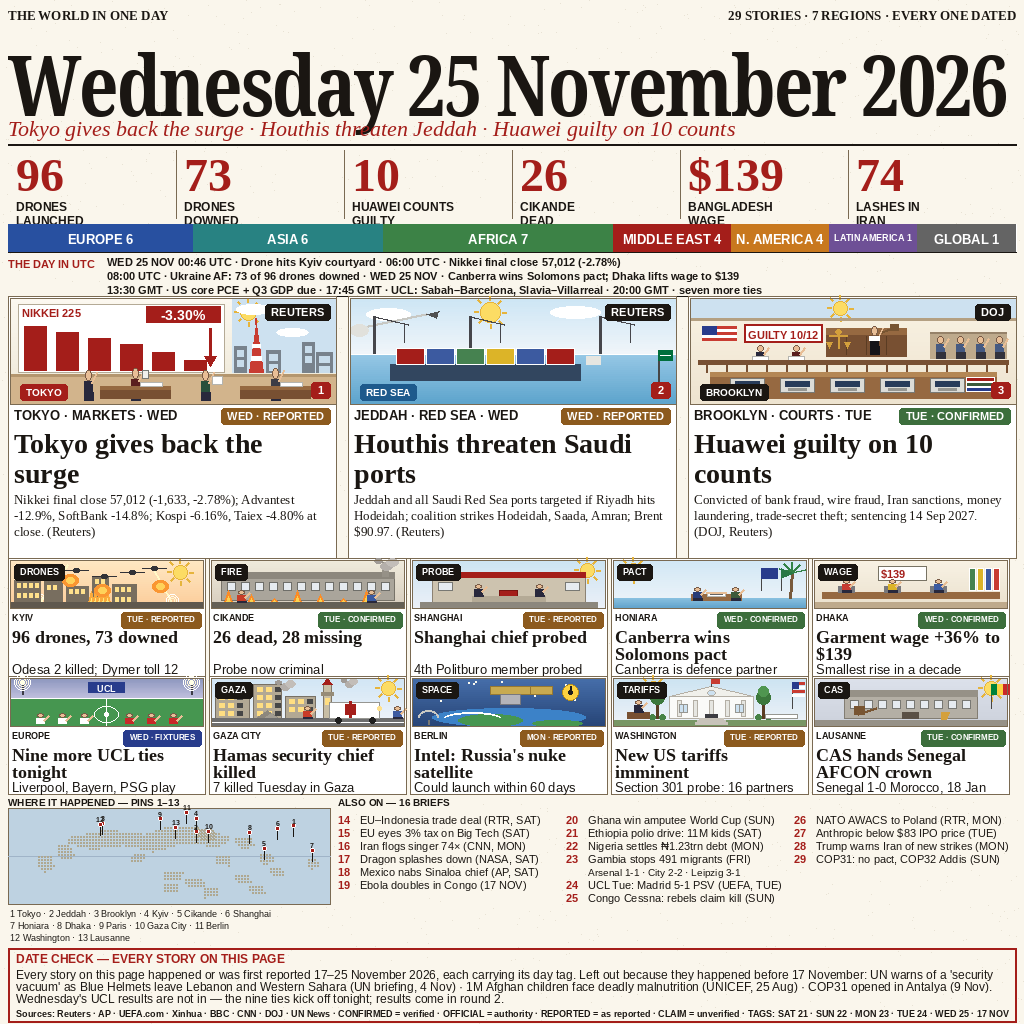 THE WORLD IN ONE DAY
29 STORIES · 7 REGIONS · EVERY ONE DATED
Wednesday 25 November 2026
Tokyo gives back the surge · Houthis threaten Jeddah · Huawei guilty on 10 counts
96
DRONES
LAUNCHED
73
DRONES
DOWNED
10
HUAWEI COUNTS
GUILTY
26
CIKANDE
DEAD
$139
BANGLADESH
WAGE
74
LASHES IN
IRAN
EUROPE 6
ASIA 6
AFRICA 7
MIDDLE EAST 4
N. AMERICA 4
LATIN AMERICA 1
GLOBAL 1
THE DAY IN UTC
WED 25 NOV 00:46 UTC · Drone hits Kyiv courtyard · 06:00 UTC · Nikkei final close 57,012 (-2.78%)
08:00 UTC · Ukraine AF: 73 of 96 drones downed · WED 25 NOV · Canberra wins Solomons pact; Dhaka lifts wage to $139
13:30 GMT · US core PCE + Q3 GDP due · 17:45 GMT · UCL: Sabah–Barcelona, Slavia–Villarreal · 20:00 GMT · seven more ties
NIKKEI 225
-3.30%
REUTERS
TOKYO
1
TOKYO · MARKETS · WED
WED · REPORTED
Tokyo gives back the
surge
Nikkei final close 57,012 (-1,633, -2.78%); Advantest
-12.9%, SoftBank -14.8%; Kospi -6.16%, Taiex -4.80% at
close. (Reuters)
REUTERS
RED SEA
2
JEDDAH · RED SEA · WED
WED · REPORTED
Houthis threaten Saudi
ports
Jeddah and all Saudi Red Sea ports targeted if Riyadh hits
Hodeidah; coalition strikes Hodeidah, Saada, Amran; Brent
$90.97. (Reuters)
DOJ
GUILTY 10/12
BROOKLYN
3
BROOKLYN · COURTS · TUE
TUE · CONFIRMED
Huawei guilty on 10
counts
Convicted of bank fraud, wire fraud, Iran sanctions, money
laundering, trade-secret theft; sentencing 14 Sep 2027.
(DOJ, Reuters)
DRONES
KYIV
TUE · REPORTED
96 drones, 73 downed
Odesa 2 killed; Dymer toll 12
FIRE
CIKANDE
TUE · CONFIRMED
26 dead, 28 missing
Probe now criminal
PROBE
SHANGHAI
TUE · REPORTED
Shanghai chief probed
4th Politburo member probed
PACT
HONIARA
WED · CONFIRMED
Canberra wins
Solomons pact
Canberra is defence partner
WAGE
$139
DHAKA
WED · CONFIRMED
Garment wage +36% to
$139
Smallest rise in a decade
UCL
EUROPE
WED · FIXTURES
Nine more UCL ties
tonight
Liverpool, Bayern, PSG play
GAZA
GAZA CITY
TUE · REPORTED
Hamas security chief
killed
7 killed Tuesday in Gaza
SPACE
BERLIN
MON · REPORTED
Intel: Russia's nuke
satellite
Could launch within 60 days
TARIFFS
WASHINGTON
TUE · REPORTED
New US tariffs
imminent
Section 301 probe: 16 partners
CAS
LAUSANNE
TUE · CONFIRMED
CAS hands Senegal
AFCON crown
Senegal 1-0 Morocco, 18 Jan
WHERE IT HAPPENED — PINS 1–13
11
13
10
8
6
1
5
7
1 Tokyo · 2 Jeddah · 3 Brooklyn · 4 Kyiv · 5 Cikande · 6 Shanghai
7 Honiara · 8 Dhaka · 9 Paris · 10 Gaza City · 11 Berlin
12 Washington · 13 Lausanne
ALSO ON — 16 BRIEFS
14 EU–Indonesia trade deal (RTR, SAT)
15 EU eyes 3% tax on Big Tech (SAT)
16 Iran flogs singer 74× (CNN, MON)
17 Dragon splashes down (NASA, SAT)
18 Mexico nabs Sinaloa chief (AP, SAT)
19 Ebola doubles in Congo (17 NOV)
20 Ghana win amputee World Cup (SUN)
21 Ethiopia polio drive: 11M kids (SAT)
22 Nigeria settles ₦1.23trn debt (MON)
23 Gambia stops 491 migrants (FRI)
Arsenal 1-1 · City 2-2 · Leipzig 3-1
24 UCL Tue: Madrid 5-1 PSV (UEFA, TUE)
25 Congo Cessna: rebels claim kill (SUN)
26 NATO AWACS to Poland (RTR, MON)
27 Anthropic below $83 IPO price (TUE)
28 Trump warns Iran of new strikes (MON)
29 COP31: no pact, COP32 Addis (SUN)
DATE CHECK — EVERY STORY ON THIS PAGE
Every story on this page happened or was first reported 17–25 November 2026, each carrying its day tag. Left out because they happened before 17 November: UN warns of a 'security
vacuum' as Blue Helmets leave Lebanon and Western Sahara (UN briefing, 4 Nov) · 1M Afghan children face deadly malnutrition (UNICEF, 25 Aug) · COP31 opened in Antalya (9 Nov).
Wednesday's UCL results are not in — the nine ties kick off tonight; results come in round 2.
Sources: Reuters · AP · UEFA.com · Xinhua · BBC · CNN · DOJ · UN News · CONFIRMED = verified · OFFICIAL = authority · REPORTED = as reported · CLAIM = unverified · TAGS: SAT 21 · SUN 22 · MON 23 · TUE 24 · WED 25 · 17 NOV